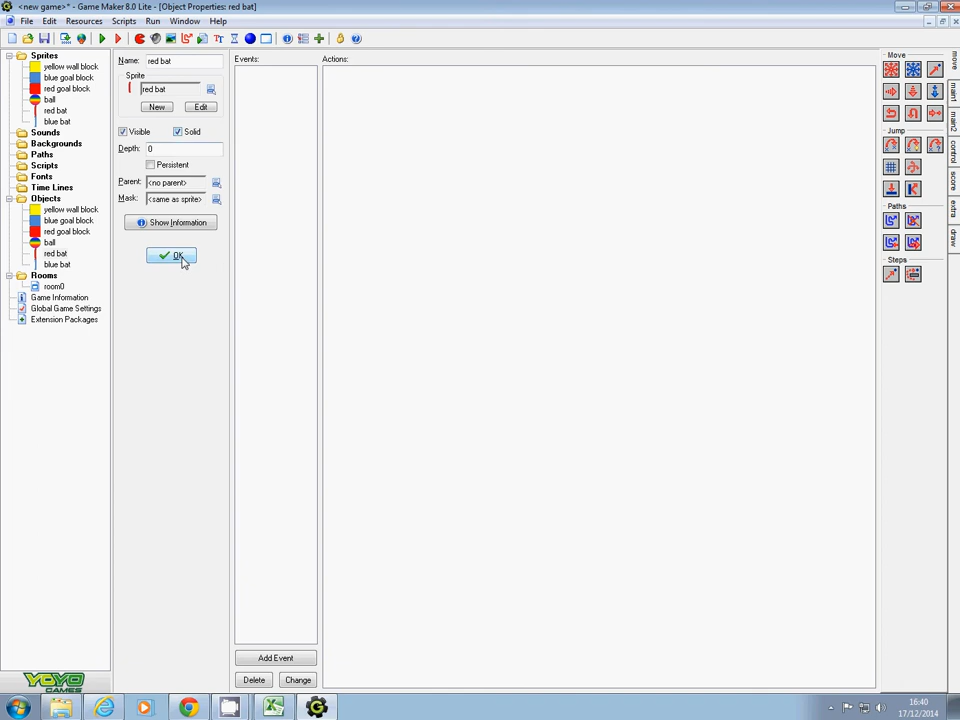 <new game>* - Game Maker 8.0 Lite - [Object Properties: red bat]
File Edit Resources Scripts Run Window Help
Sprites
yellow wall block
blue goal block
red goal block
ball
red bat
blue bat
Sounds
Backgrounds
Paths
Scripts
Fonts
Time Lines
Objects
yellow wall block
blue goal block
red goal block
ball
red bat
blue bat
Rooms
room0
Game Information
Global Game Settings
Extension Packages
YOYO
GAMES
Name: red bat
Sprite
red bat
New Edit
Visible Solid
Depth: 0
Persistent
Parent: <no parent>
Mask: <same as sprite>
Show Information
OK
Events:
Add Event
Delete Change
Actions:
Move
Jump
Paths
Steps
move
main1
main2
control
score
extra
draw
16:40
17/12/2014